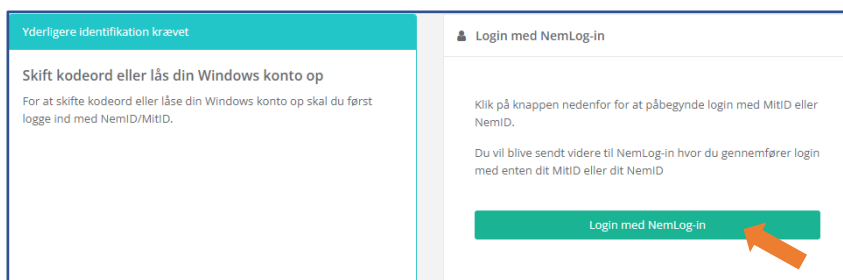 Yderligere identifikation krævet
Skift kodeord eller lås din Windows konto op
For at skifte kodeord eller låse din Windows konto op skal du først
logge ind med NemID/MitID.
Login med NemLog-in
Klik på knappen nedenfor for at påbegynde login med MitID eller
NemID.
Du vil blive sendt videre til NemLog-in hvor du gennemfører login
med enten dit MitID eller dit NemID
Login med NemLog-in